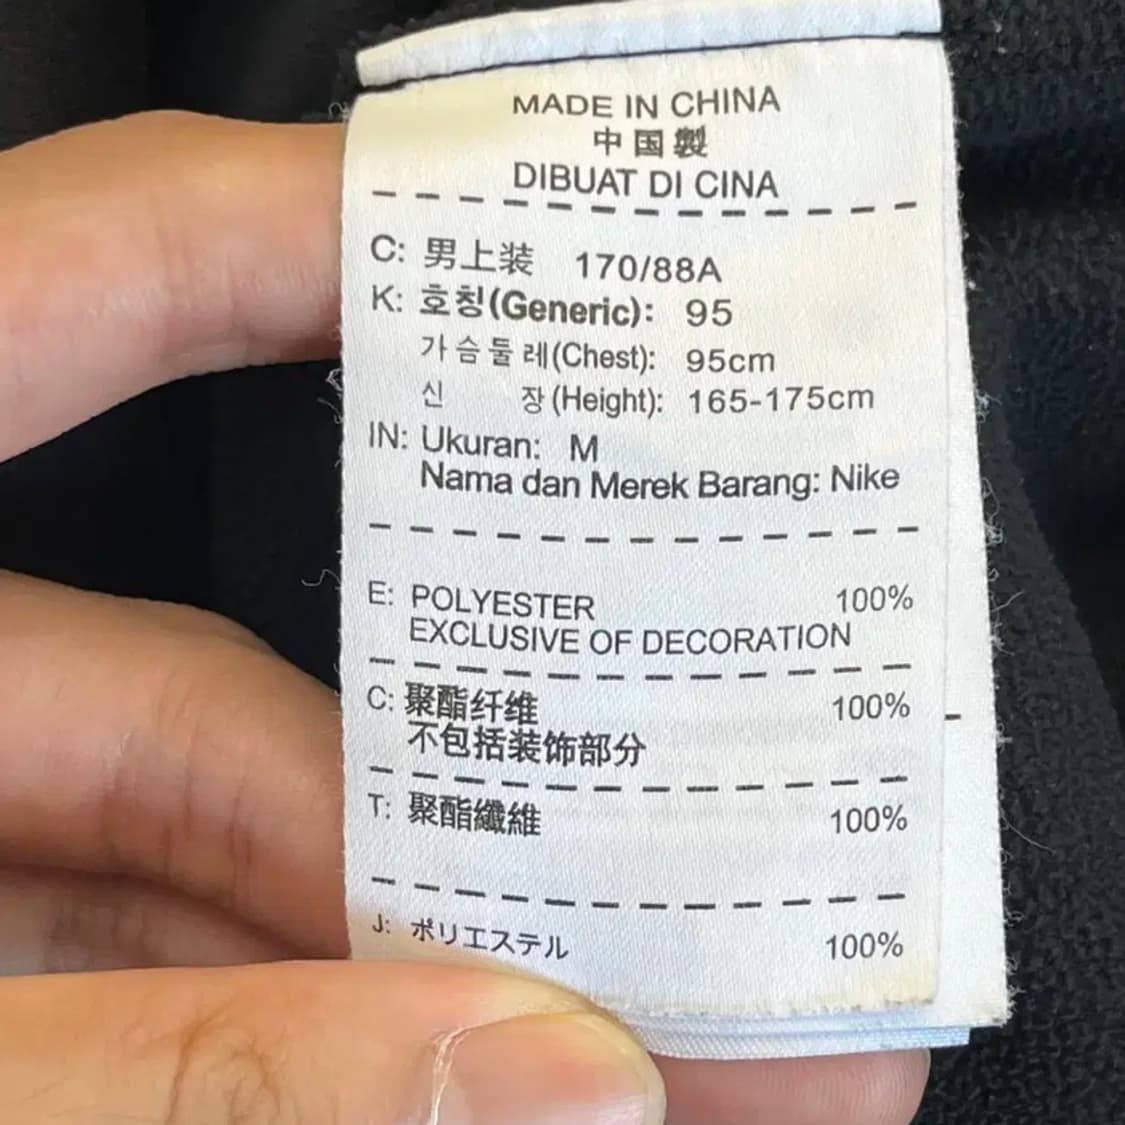 MADE IN CHINA
中国製
DIBUAT DI CINA
C: 男上装 170/88A
K: 호칭(Generic): 95
가슴둘레(Chest): 95cm
신 장(Height): 165-175cm
IN: Ukuran: M
Nama dan Merek Barang: Nike
E: POLYESTER 100%
EXCLUSIVE OF DECORATION
C: 聚酯纤维 100%
不包括装饰部分
T: 聚酯纖維 100%
J: ポリエステル 100%